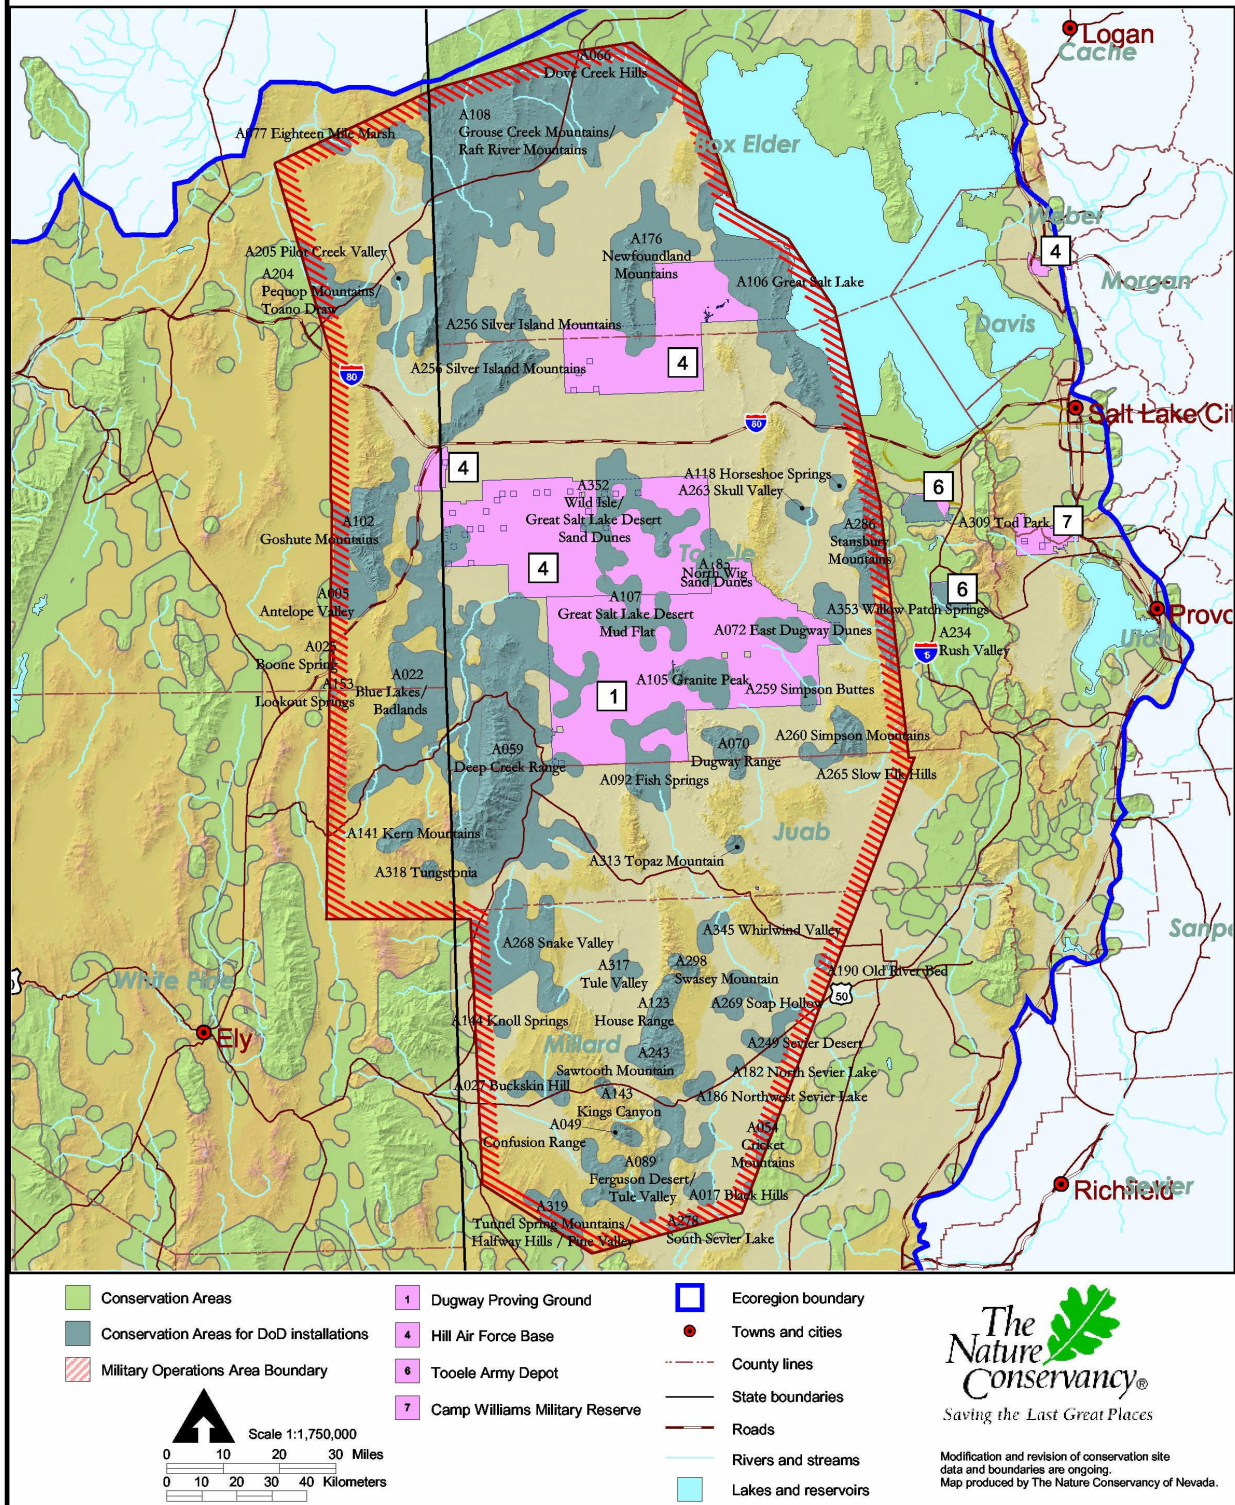 Logan
Cache
A066
Dove Creek Hills
A108
Grouse Creek Mountains/
Raft River Mountains
A077 Eighteen Mile Marsh
Box Elder
Weber
4
Morgan
A205 Pilot Creek Valley
A204
Pequop Mountains/
Toano Draw
A176
Newfoundland
Mountains
A106 Great Salt Lake
Davis
A256 Silver Island Mountains
4
A256 Silver Island Mountains
80
80
Salt Lake Cit
4
A118 Horseshoe Springs
A263 Skull Valley
A352
Wild Isle/
Great Salt Lake Desert
Sand Dunes
6
A309 Tod Park
7
A102
Goshute Mountains
A286
Stansbury
Mountains
Tooele
4
North Wig
Sand Dunes
6
A005
Antelope Valley
A107
Great Salt Lake Desert
Mud Flat
A353 Willow Patch Springs
Provo
Utah
A072 East Dugway Dunes
A234
Rush Valley
A025
Boone Spring
A153
Lookout Springs
A022
Blue Lakes/
Badlands
A105 Granite Peak
A259 Simpson Buttes
1
A059
Deep Creek Range
A070
Dugway Range
A260 Simpson Mountains
A092 Fish Springs
A265 Slow Elk Hills
A141 Kern Mountains
Juab
A318 Tungstonia
A313 Topaz Mountain
A345 Whirlwind Valley
Sanpe
A268 Snake Valley
A317
Tule Valley
A298
Swasey Mountain
A190 Old River Bed
White Pine
A123
House Range
A269 Soap Hollow
50
A144 Knoll Springs
Ely
Millard
A243
Sawtooth Mountain
A249 Sevier Desert
A182 North Sevier Lake
A027 Buckskin Hill
A143
Kings Canyon
A186 Northwest Sevier Lake
A049
Confusion Range
A054
Cricket
Mountains
A089
Ferguson Desert/
Tule Valley
A017 Black Hills
Richfield
Sevier
A319
Tunnel Spring Mountains/
Halfway Hills / Pine Valley
A278
South Sevier Lake
Conservation Areas
Conservation Areas for DoD installations
Military Operations Area Boundary
1 Dugway Proving Ground
4 Hill Air Force Base
6 Tooele Army Depot
7 Camp Williams Military Reserve
Ecoregion boundary
Towns and cities
County lines
State boundaries
Roads
Rivers and streams
Lakes and reservoirs
Scale 1:1,750,000
0 10 20 30 Miles
0 10 20 30 40 Kilometers
The
Nature
Conservancy®
Saving the Last Great Places
Modification and revision of conservation site
data and boundaries are ongoing.
Map produced by The Nature Conservancy of Nevada.